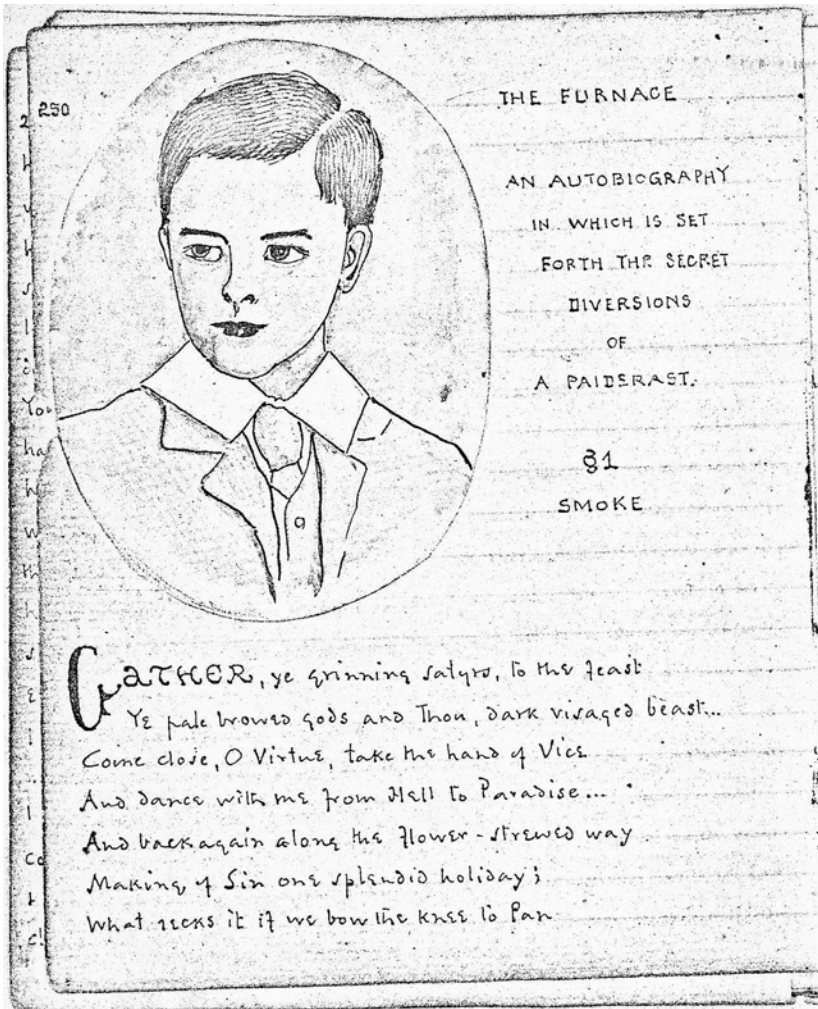 250
THE FURNACE
AN AUTOBIOGRAPHY
IN WHICH IS SET
FORTH THE SECRET
DIVERSIONS
OF
A PAIDERAST.
§1
SMOKE
GATHER, ye grinning satyrs, to the feast
Ye pale browed gods and Thou, dark visaged beast...
Come close, O Virtue, take the hand of Vice
And dance with me from Hell to Paradise...
And back again along the flower-strewed way
Making of Sin one splendid holiday;
What recks it if we bow the knee to Pan